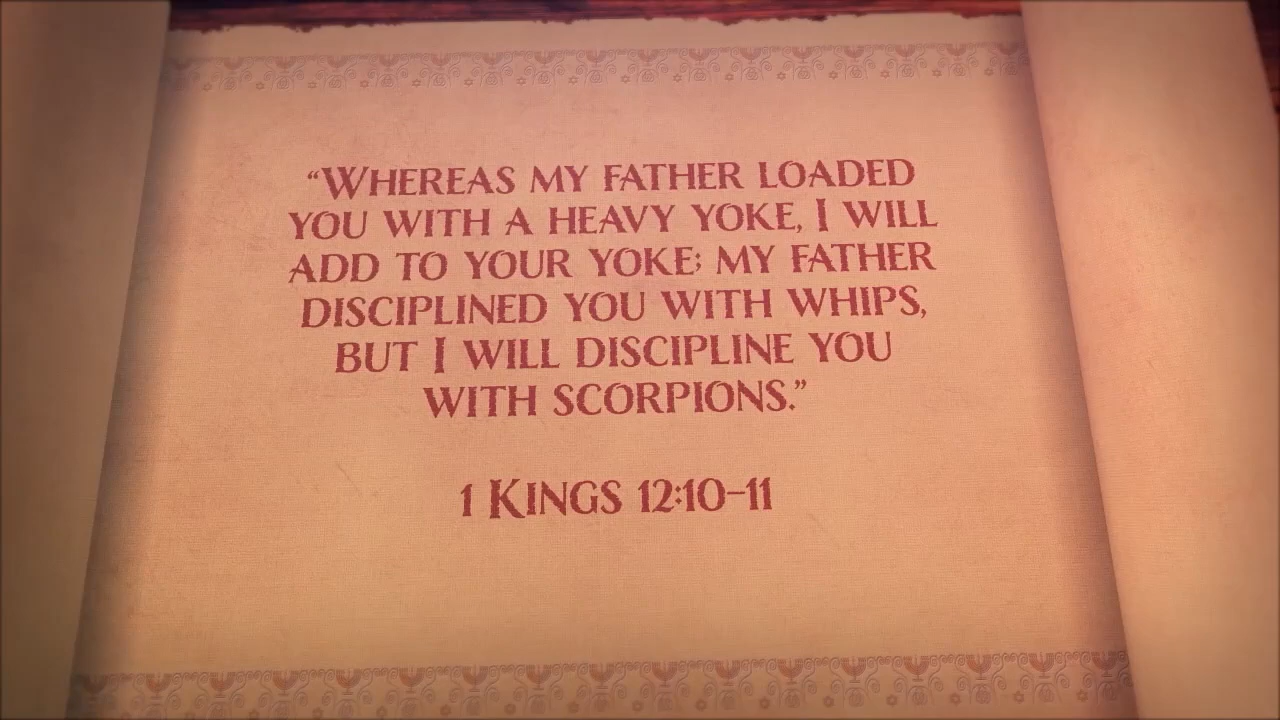 “Whereas my father loaded
you with a heavy yoke, I will
add to your yoke; my father
disciplined you with whips,
but I will discipline you
with scorpions.”
1 Kings 12:10–11